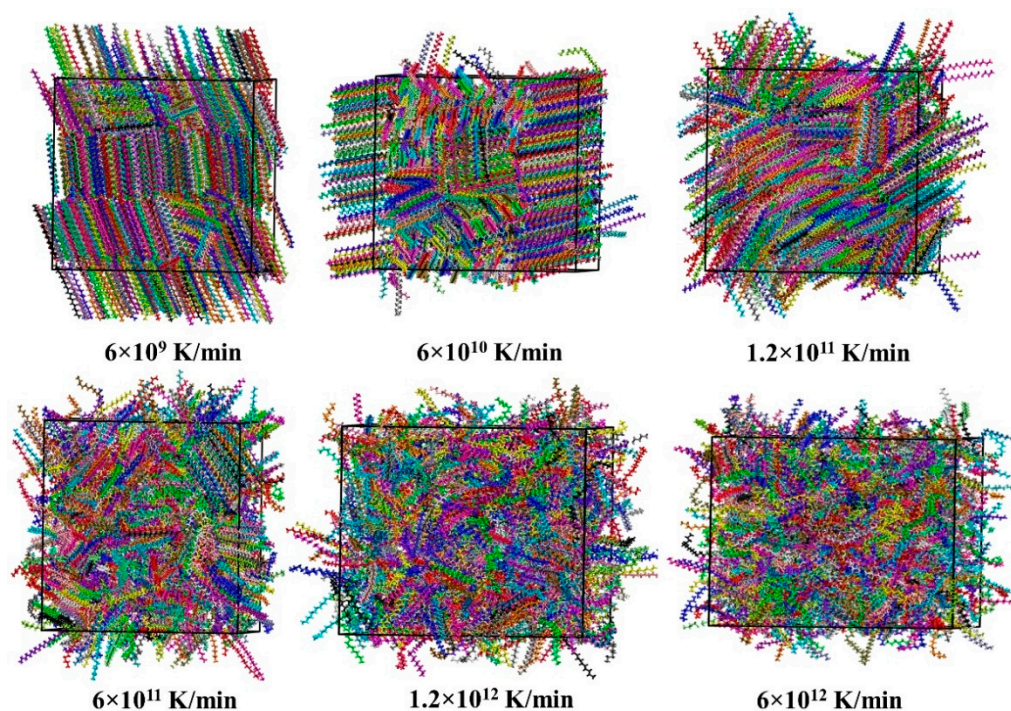 6×10⁹ K/min
6×10¹⁰ K/min
1.2×10¹¹ K/min
6×10¹¹ K/min
1.2×10¹² K/min
6×10¹² K/min